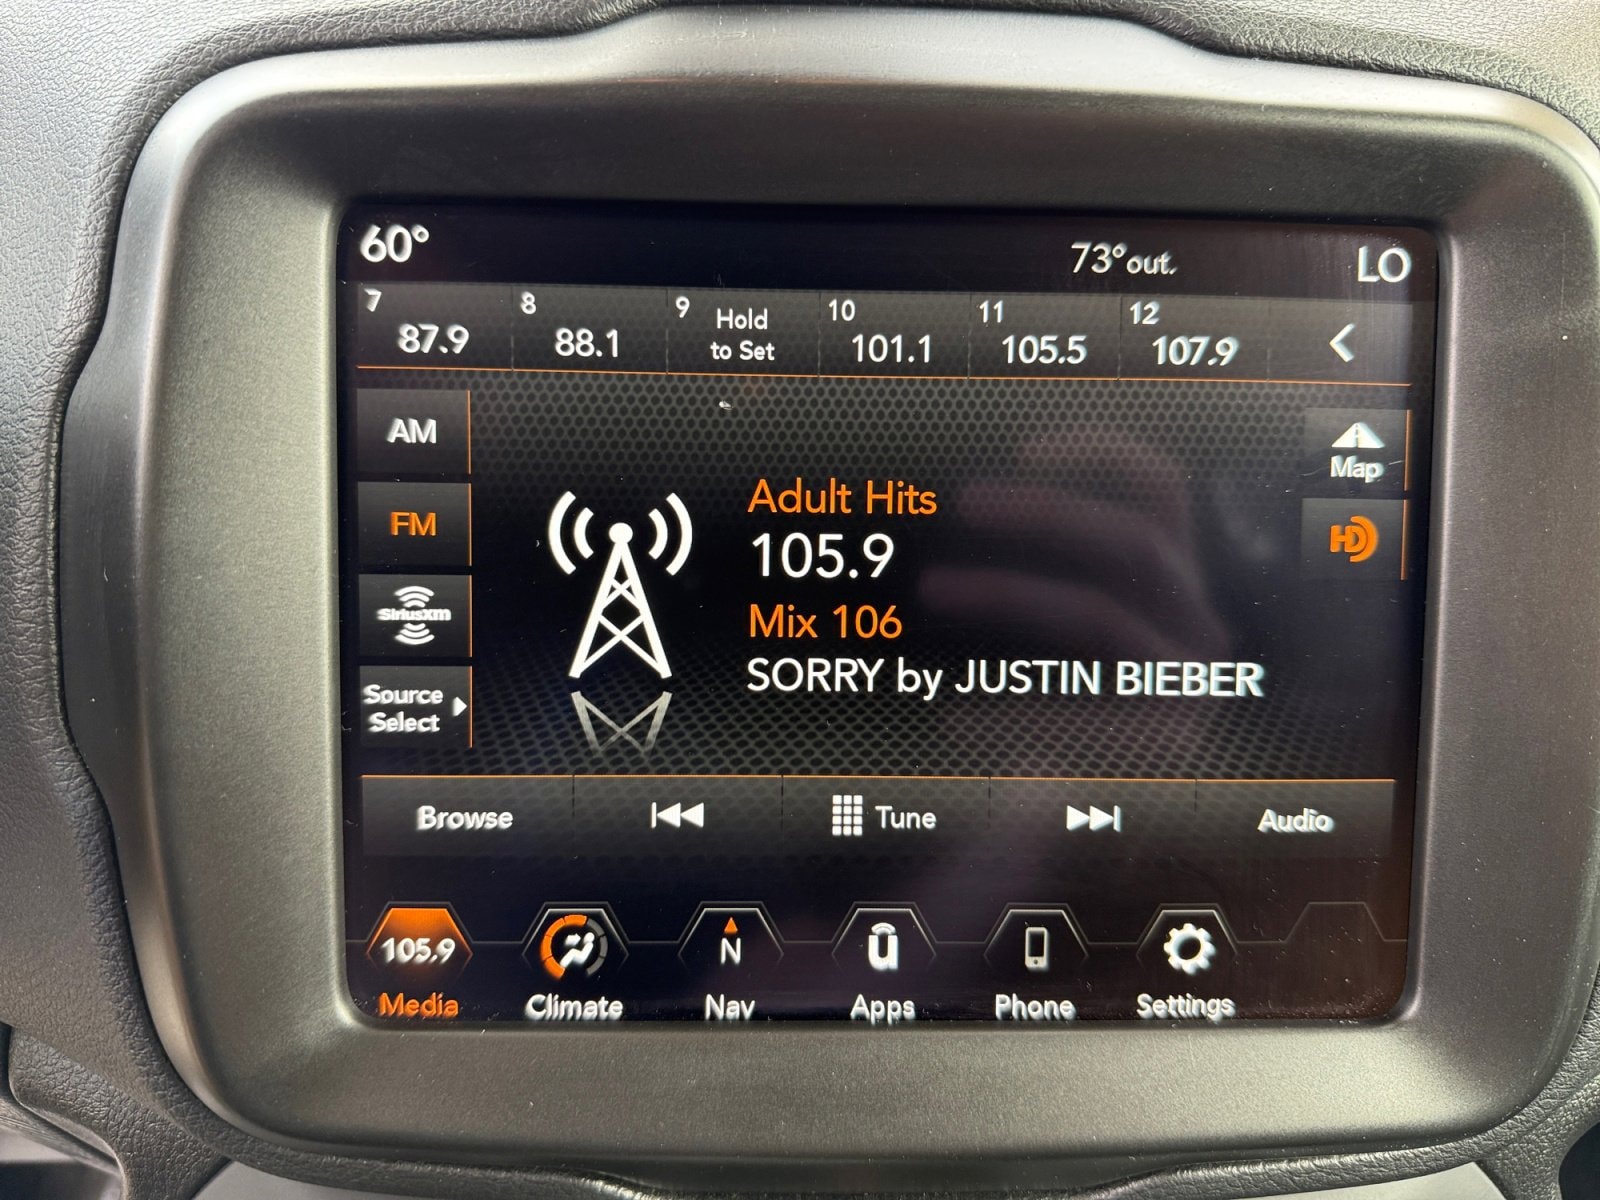 60° 73° out. LO
7 8 9 10 11 12
87.9 88.1 Hold to Set 101.1 105.5 107.9
AM
Map
FM
HD
SiriusXM
Source
Select
Adult Hits
105.9
Mix 106
SORRY by JUSTIN BIEBER
Browse Tune Audio
105.9 N u
Media Climate Nav Apps Phone Settings